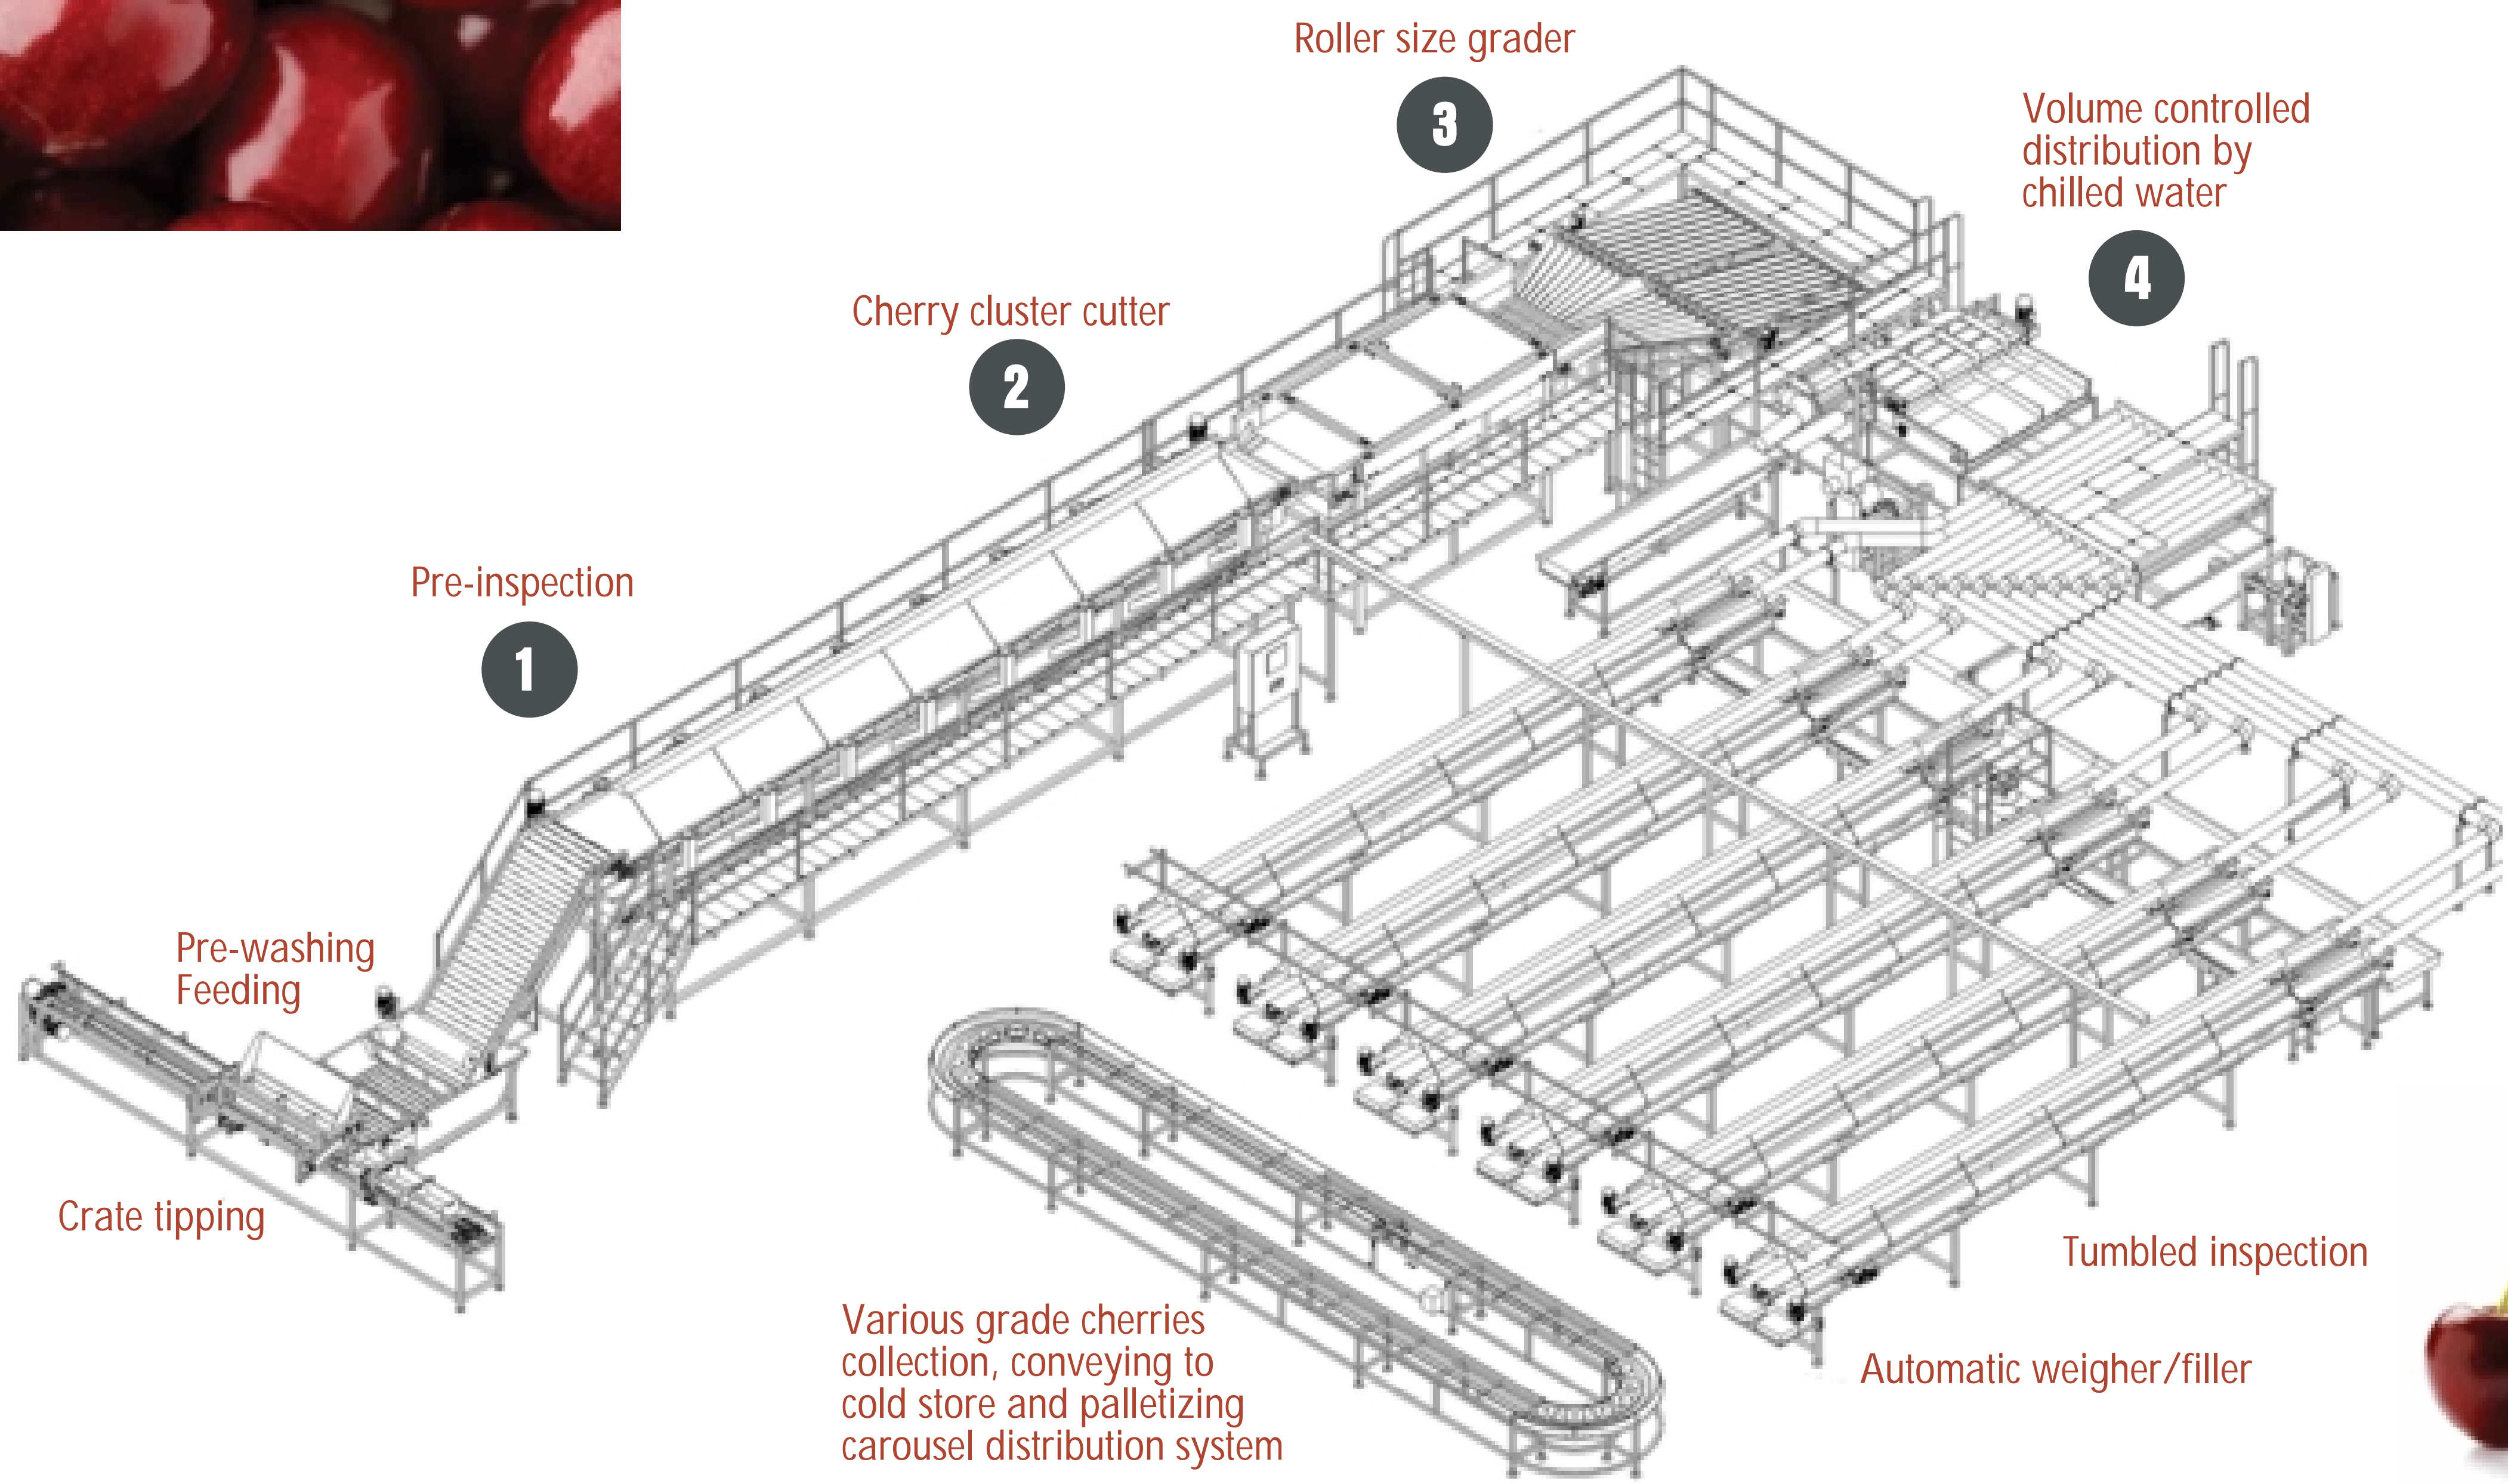 Roller size grader
3
Volume controlled
distribution by
chilled water
4
Cherry cluster cutter
2
Pre-inspection
1
Pre-washing
Feeding
Crate tipping
Various grade cherries
collection, conveying to
cold store and palletizing
carousel distribution system
Tumbled inspection
Automatic weigher/filler